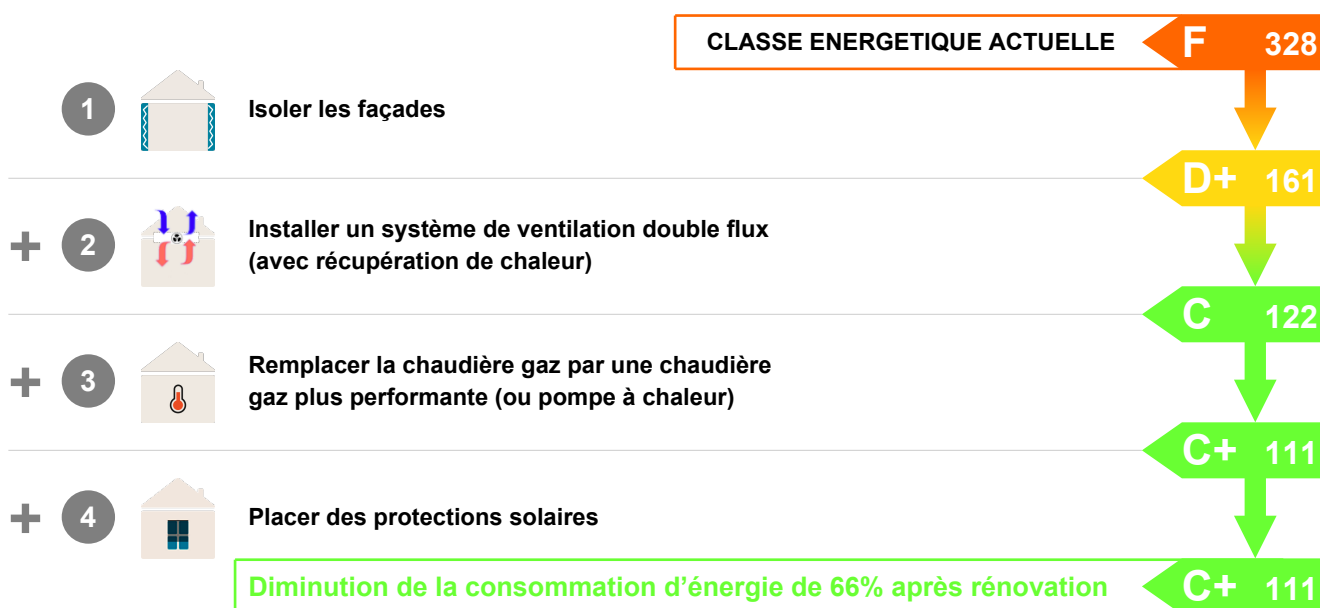 CLASSE ENERGETIQUE ACTUELLE F 328
1 Isoler les façades
D+ 161
+ 2 Installer un système de ventilation double flux
(avec récupération de chaleur)
C 122
+ 3 Remplacer la chaudière gaz par une chaudière
gaz plus performante (ou pompe à chaleur)
C+ 111
+ 4 Placer des protections solaires
Diminution de la consommation d’énergie de 66% après rénovation C+ 111